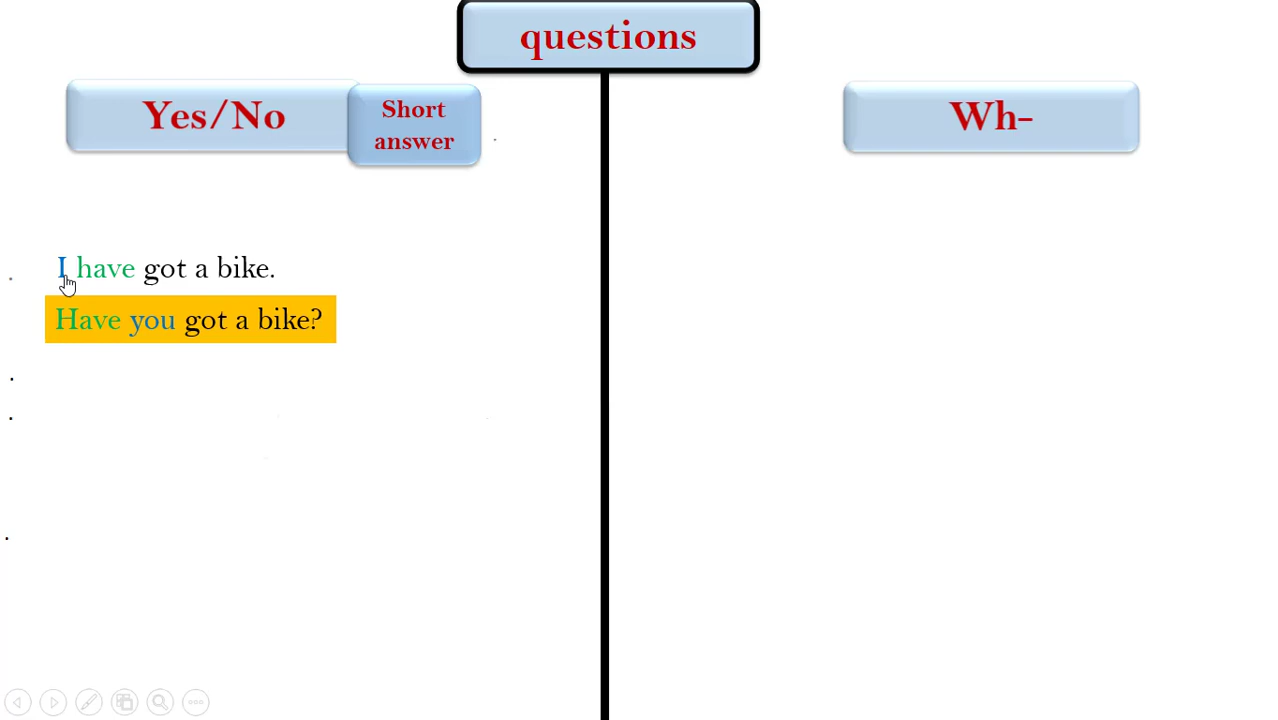 questions
Yes/No
Short
answer
Wh-
I have got a bike.
Have you got a bike?